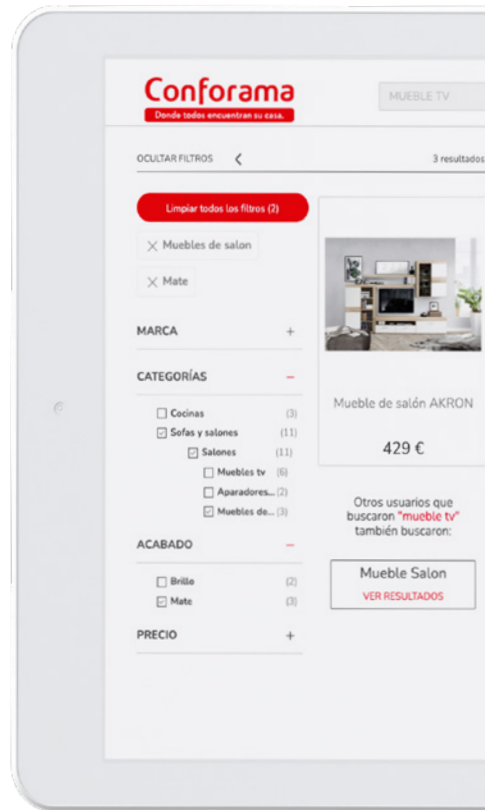 Conforama
Donde todos encuentran su casa.
MUEBLE TV
OCULTAR FILTROS
3 resultados
Limpiar todos los filtros (2)
Muebles de salon
Mate
MARCA +
CATEGORÍAS –
Cocinas (3)
Sofas y salones (11)
Salones (11)
Muebles tv (6)
Aparadores... (2)
Muebles de... (3)
ACABADO –
Brillo (2)
Mate (3)
PRECIO +
Mueble de salón AKRON
429 €
Otros usuarios que
buscaron "mueble tv"
también buscaron:
Mueble Salon
VER RESULTADOS